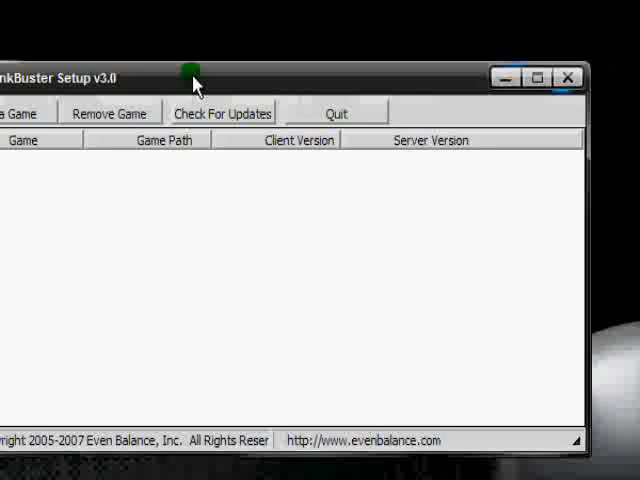 nkBuster Setup v3.0
a Game Remove Game Check For Updates Quit
Game Game Path Client Version Server Version
right 2005-2007 Even Balance, Inc. All Rights Reser http://www.evenbalance.com